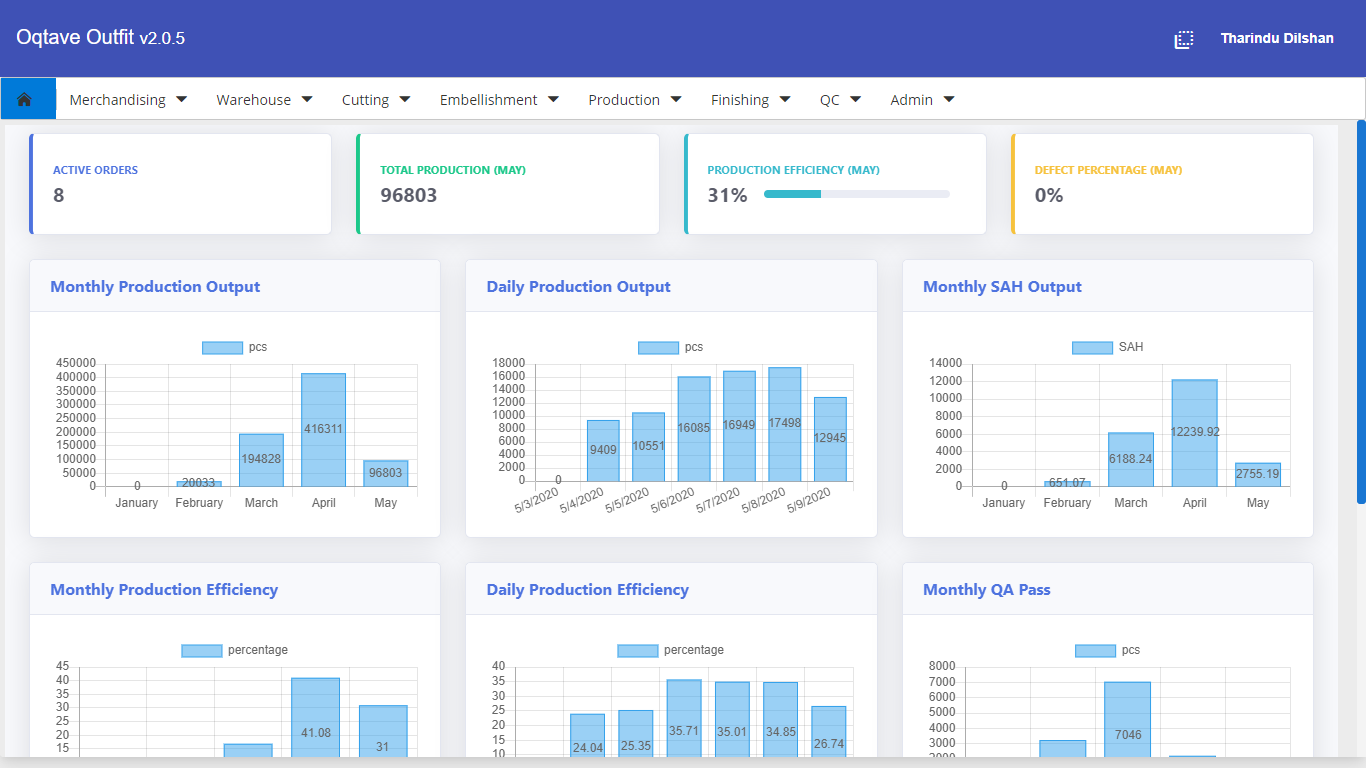 Oqtave Outfit v2.0.5
Tharindu Dilshan
Merchandising Warehouse Cutting Embellishment Production Finishing QC Admin
ACTIVE ORDERS
8
TOTAL PRODUCTION (MAY)
96803
PRODUCTION EFFICIENCY (MAY)
31%
DEFECT PERCENTAGE (MAY)
0%
Monthly Production Output
pcs
450000
400000
350000
300000
250000
200000
150000
100000
50000
0
0 20033 194828 416311 96803
January February March April May
Daily Production Output
pcs
18000
16000
14000
12000
10000
8000
6000
4000
2000
0
0 9409 10551 16085 16949 17498 12945
5/3/2020 5/4/2020 5/5/2020 5/6/2020 5/7/2020 5/8/2020 5/9/2020
Monthly SAH Output
SAH
14000
12000
10000
8000
6000
4000
2000
0
0 651.07 6188.24 12239.92 2755.19
January February March April May
Monthly Production Efficiency
percentage
45
40
35
30
25
20
15
41.08 31
Daily Production Efficiency
percentage
40
35
30
25
20
15
10
24.04 25.35 35.71 35.01 34.85 26.74
Monthly QA Pass
pcs
8000
7000
6000
5000
4000
3000
2000
7046